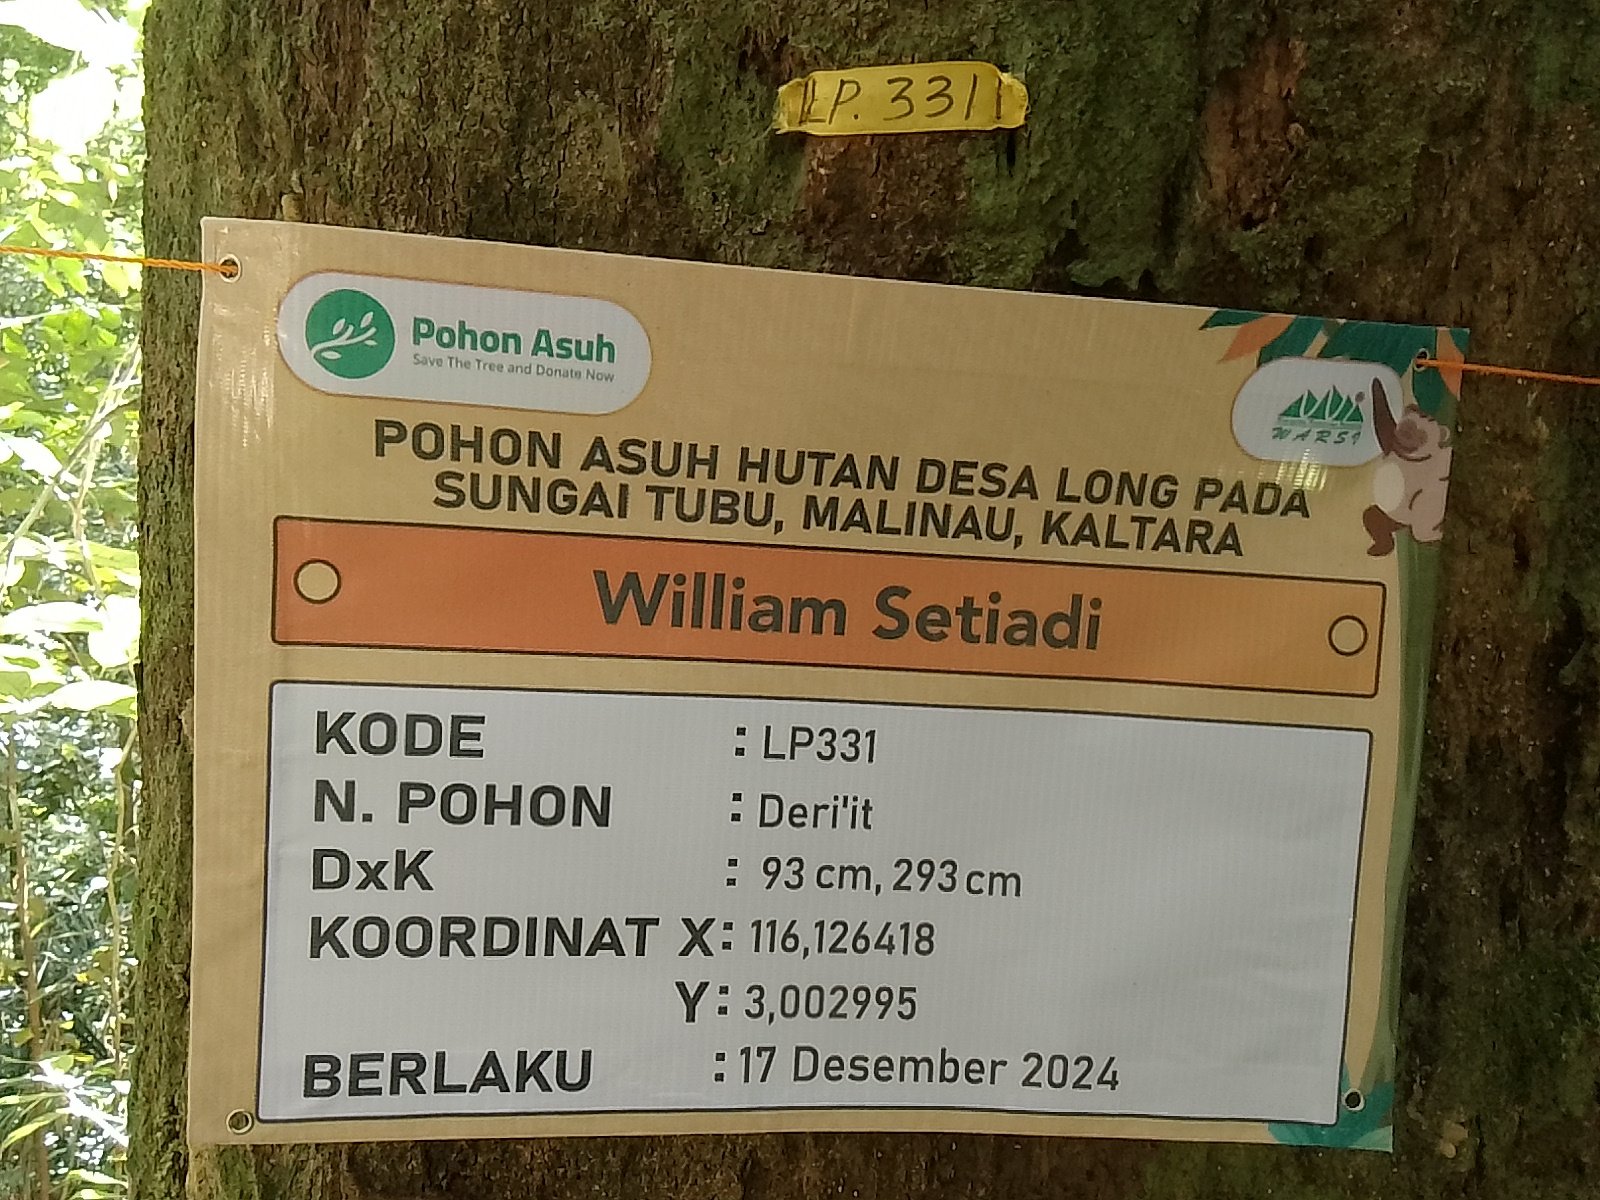 LP. 331
Pohon Asuh
Save The Tree and Donate Now
WARSI
POHON ASUH HUTAN DESA LONG PADA
SUNGAI TUBU, MALINAU, KALTARA
William Setiadi
KODE : LP331
N. POHON : Deri'it
DxK : 93 cm, 293 cm
KOORDINAT X: 116,126418
Y: 3,002995
BERLAKU : 17 Desember 2024